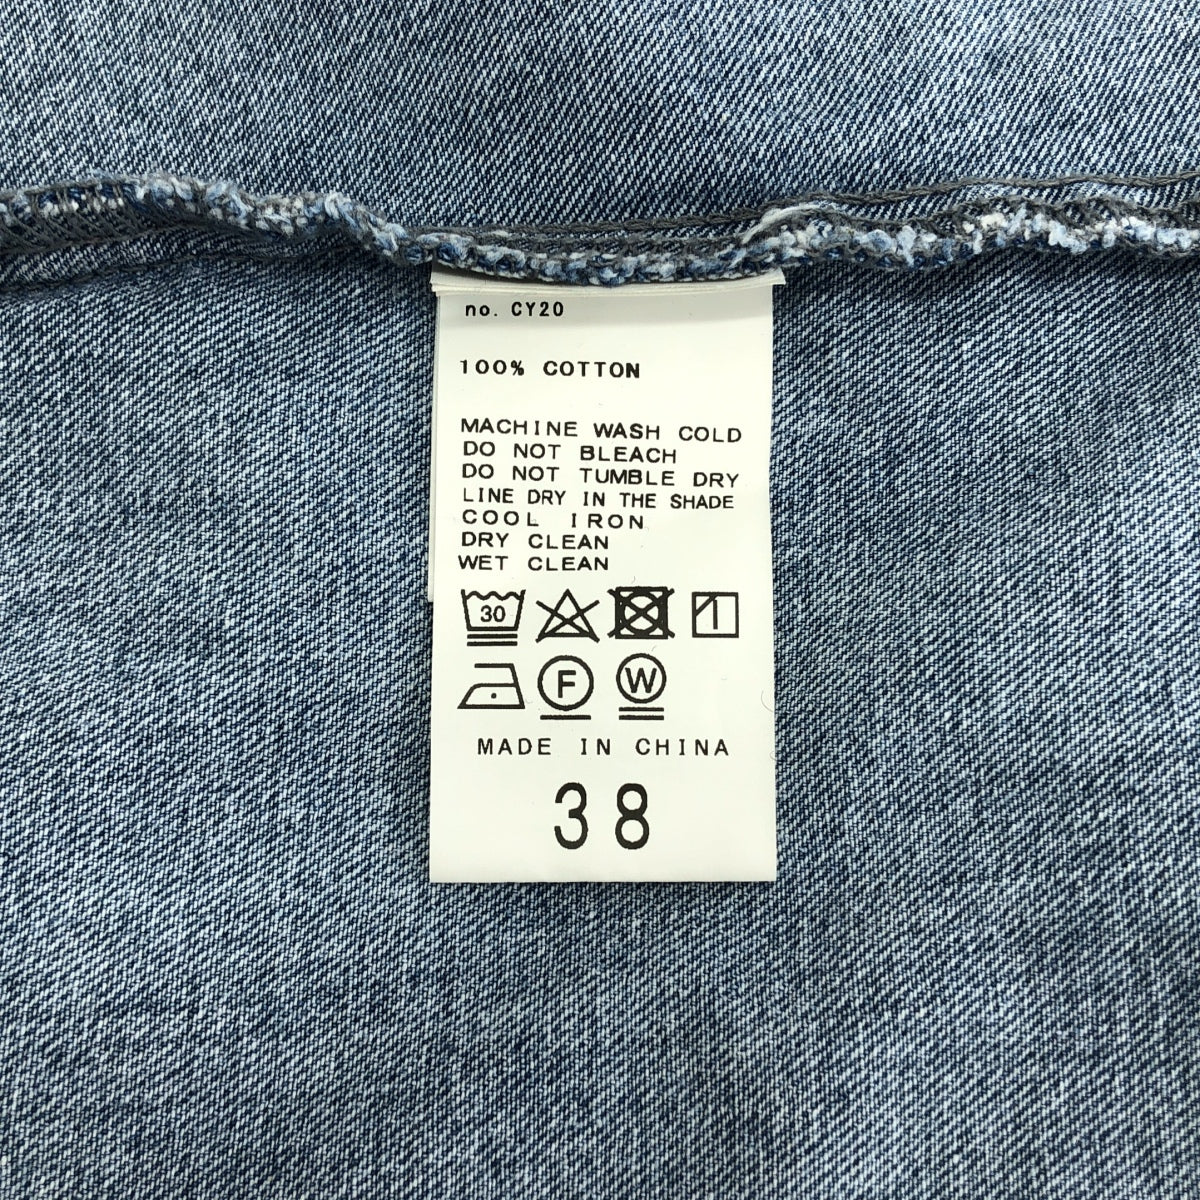 no. CY20
100% COTTON
MACHINE WASH COLD
DO NOT BLEACH
DO NOT TUMBLE DRY
LINE DRY IN THE SHADE
COOL IRON
DRY CLEAN
WET CLEAN
30
F W
MADE IN CHINA
38